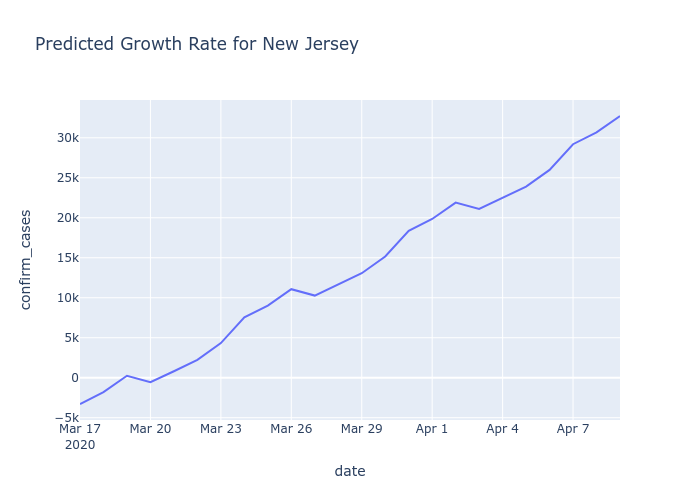 Predicted Growth Rate for New Jersey
confirm_cases
30k
25k
20k
15k
10k
5k
0
−5k
Mar 17 Mar 20 Mar 23 Mar 26 Mar 29 Apr 1 Apr 4 Apr 7
2020
date